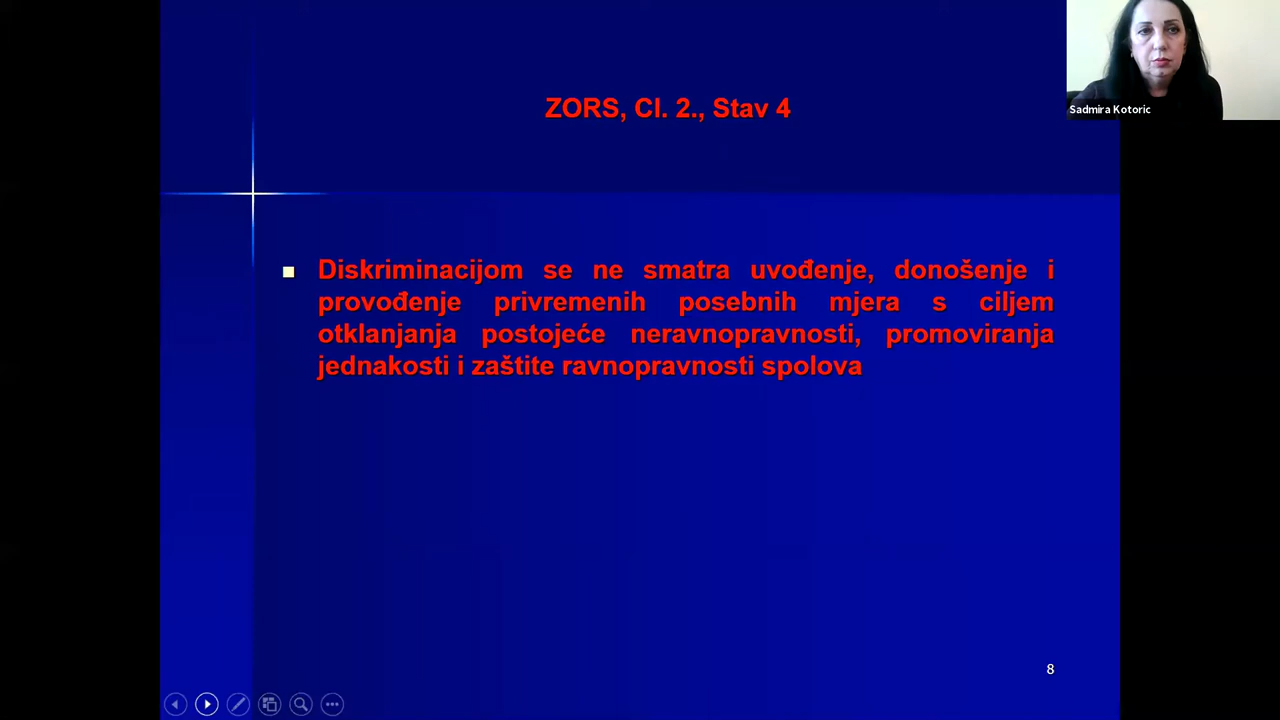 ZORS, Cl. 2., Stav 4
Sadmira Kotoric
Diskriminacijom se ne smatra uvođenje, donošenje i
provođenje privremenih posebnih mjera s ciljem
otklanjanja postojeće neravnopravnosti, promoviranja
jednakosti i zaštite ravnopravnosti spolova
8